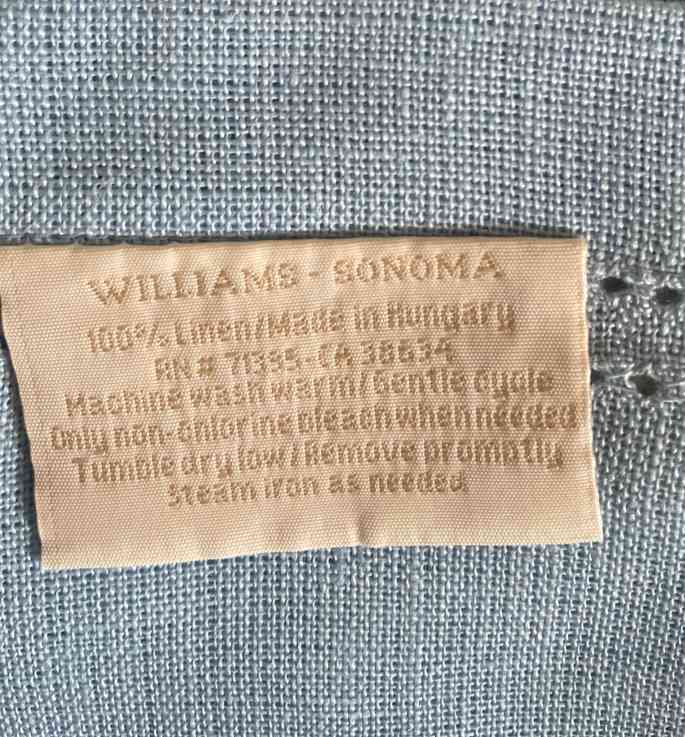 WILLIAMS - SONOMA
100% Linen/Made in Hungary
RN # 71395-CA 38634
Machine wash warm/Gentle cycle
Only non-chlorine bleach when needed
Tumble dry low/Remove promptly
Steam iron as needed